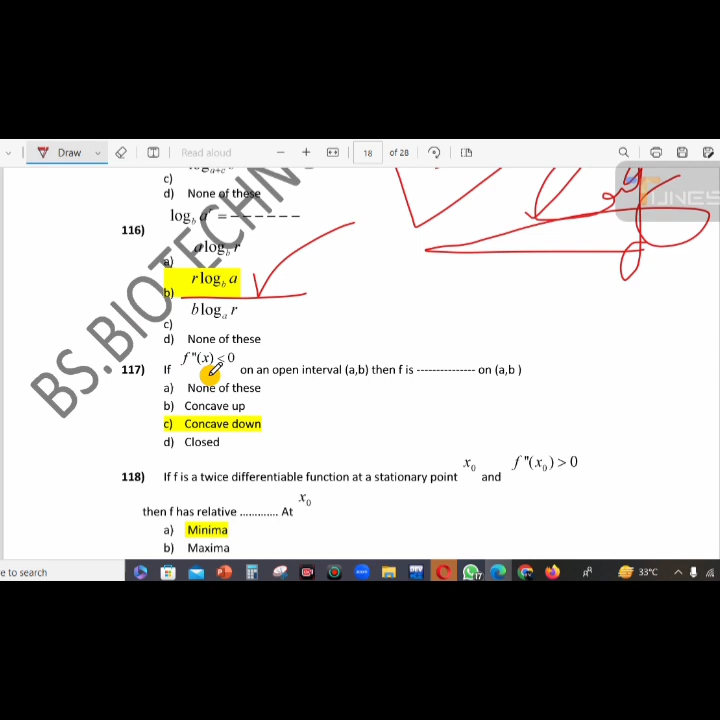 Draw
Read aloud
18
of 28
TUNES
c)
d) None of these
116)
a)
a log_b r
b)
r log_b a
c)
b log_a r
d) None of these
117) If f"(x) < 0 on an open interval (a,b) then f is --------------- on (a,b )
a) None of these
b) Concave up
c) Concave down
d) Closed
118) If f is a twice differentiable function at a stationary point x₀ and f"(x₀) > 0
then f has relative ............. At x₀
a) Minima
b) Maxima
BS.BIOTECHN
e to search
17
33°C